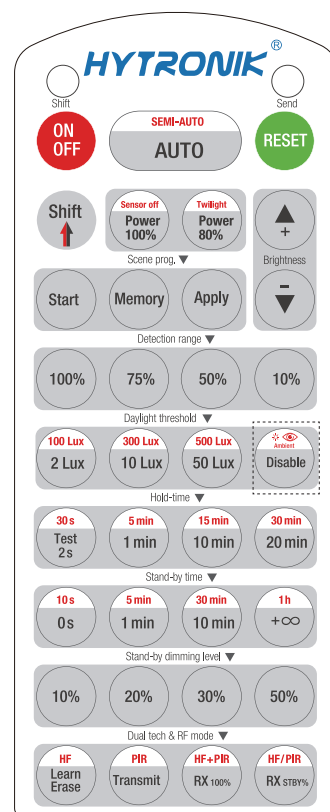 HYTRONIK®
Shift Send
ON
OFF
SEMI-AUTO
AUTO
RESET
Shift
Sensor off
Power
100%
Twilight
Power
80%
+
Brightness
−
Scene prog. ▼
Start Memory Apply
Detection range ▼
100% 75% 50% 10%
Daylight threshold ▼
100 Lux 300 Lux 500 Lux Ambient
2 Lux 10 Lux 50 Lux Disable
Hold-time ▼
30 s 5 min 15 min 30 min
Test
2 s
1 min 10 min 20 min
Stand-by time ▼
10 s 5 min 30 min 1 h
0 s 1 min 10 min +∞
Stand-by dimming level ▼
10% 20% 30% 50%
Dual tech & RF mode ▼
HF PIR HF+PIR HF/PIR
Learn
Erase
Transmit RX 100% RX STBY%